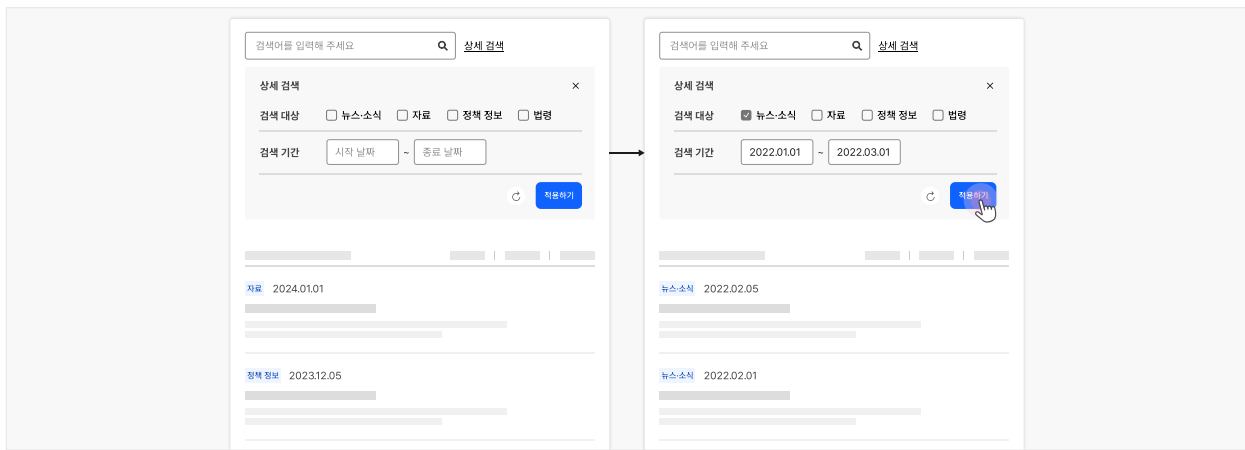 검색어를 입력해 주세요 상세 검색
상세 검색
검색 대상 뉴스·소식 자료 정책 정보 법령
검색 기간 시작 날짜 ~ 종료 날짜
적용하기
자료 2024.01.01
정책 정보 2023.12.05
검색어를 입력해 주세요 상세 검색
상세 검색
검색 대상 뉴스·소식 자료 정책 정보 법령
검색 기간 2022.01.01 ~ 2022.03.01
적용하기
뉴스·소식 2022.02.05
뉴스·소식 2022.02.01